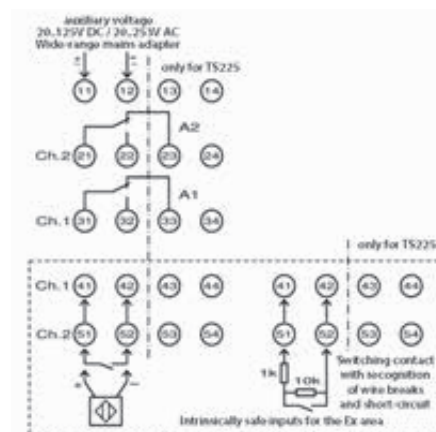 auxiliary voltage
20..125V DC / 20..253V AC
Wide-range mains adapter
only for TS225
11 12 13 14
A2
Ch.2 21 22 23 24
A1
Ch.1 31 32 33 34
only for TS225
Ch.1 41 42 43 44 41 42 43 44
Ch.2 51 52 53 54 51 52 53 54
+ −
1k
10k
Switching contact
with recognition
of wire breaks
and short-circuit
Intrinsically safe inputs for the Ex area